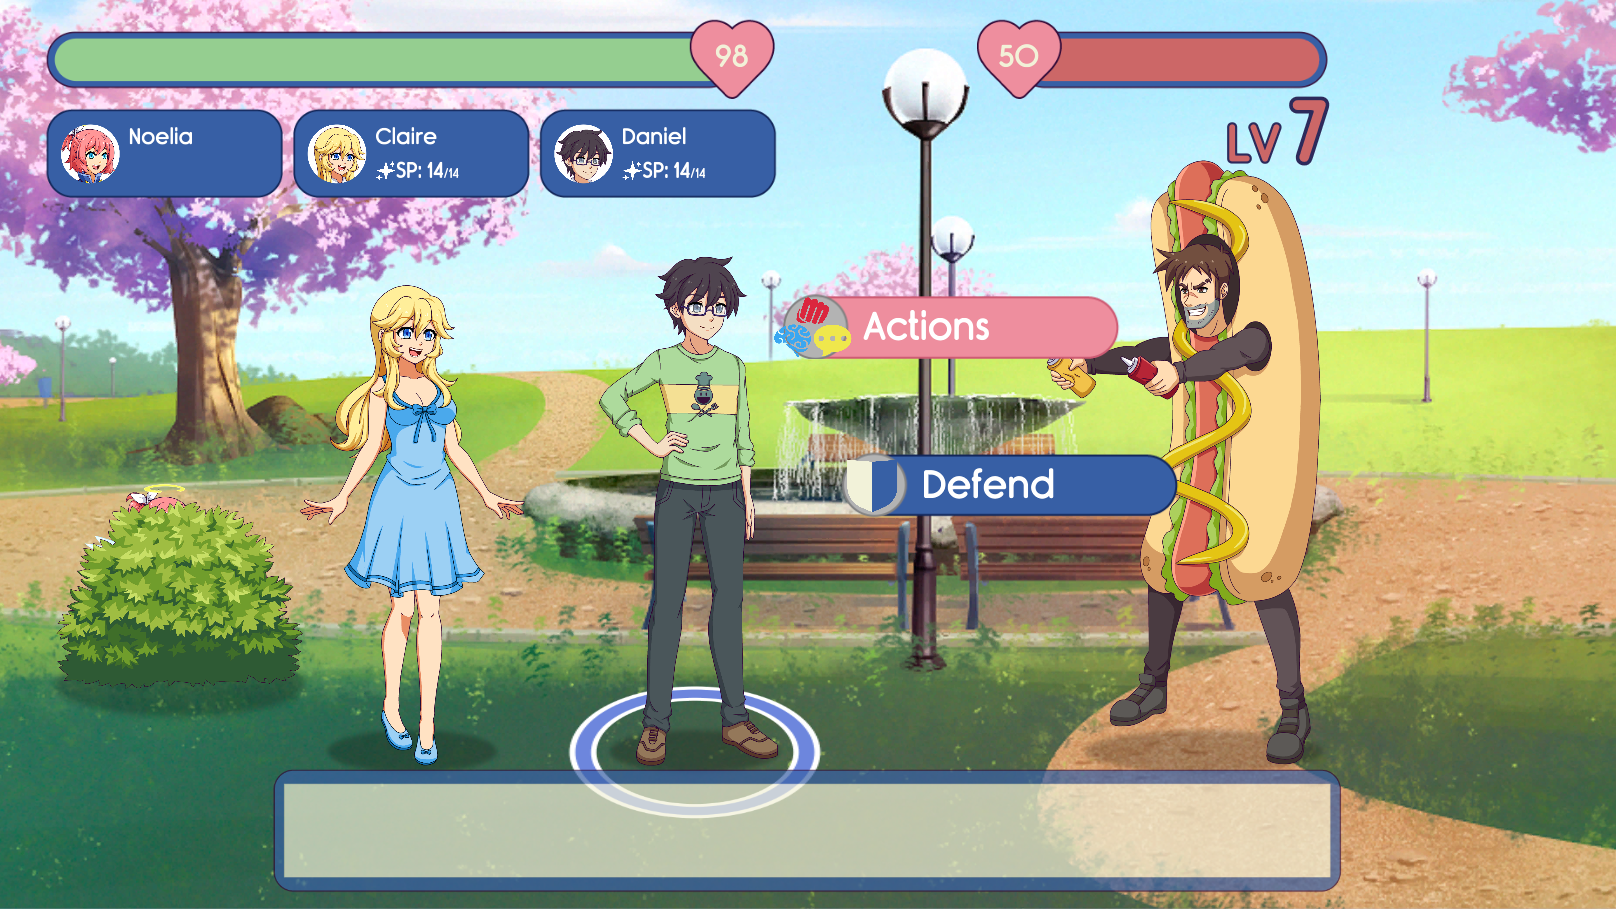 98
50
LV 7
Noelia
Claire
SP: 14/14
Daniel
SP: 14/14
Actions
Defend